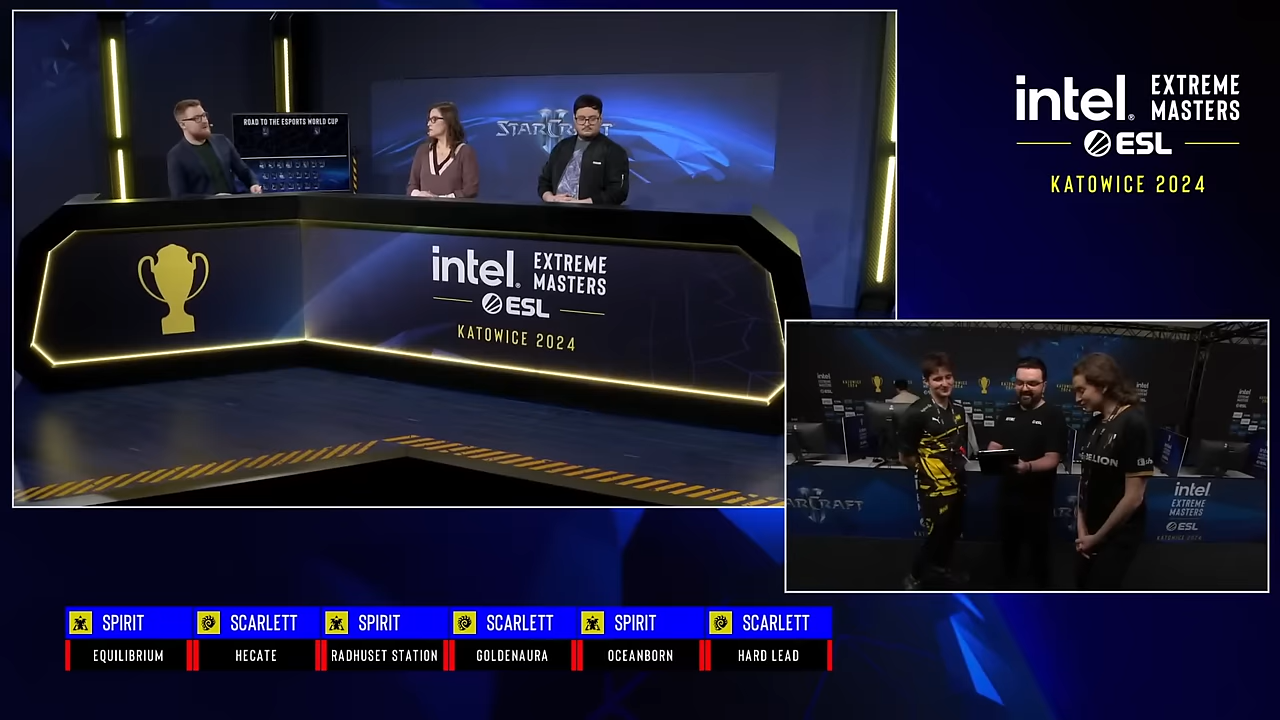 ROAD TO THE ESPORTS WORLD CUP
STARCRAFT
intel. EXTREME
MASTERS
ESL
KATOWICE 2024
intel. EXTREME
MASTERS
ESL
KATOWICE 2024
STARCRAFT
intel
EXTREME
MASTERS
ESL
KATOWICE 2024
SPIRIT
SCARLETT
SPIRIT
SCARLETT
SPIRIT
SCARLETT
EQUILIBRIUM
HECATE
RADHUSET STATION
GOLDENAURA
OCEANBORN
HARD LEAD